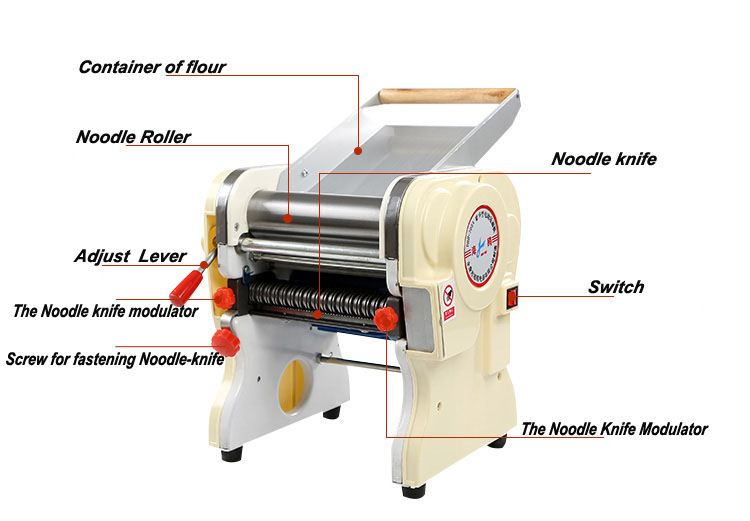 Container of flour
Noodle Roller
Noodle knife
Adjust Lever
Switch
The Noodle knife modulator
Screw for fastening Noodle-knife
The Noodle Knife Modulator